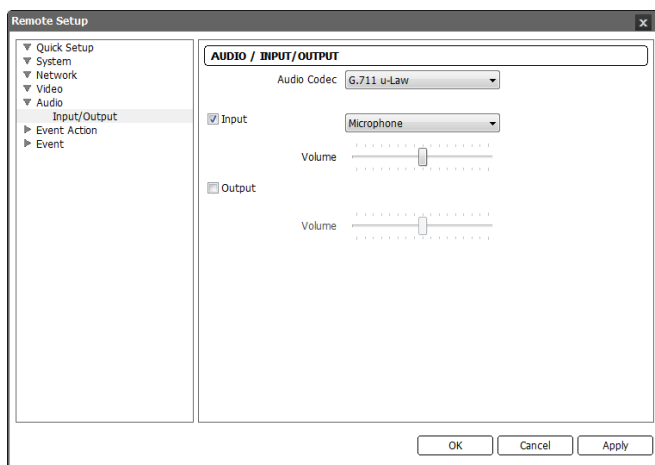 Remote Setup
Quick Setup
System
Network
Video
Audio
Input/Output
Event Action
Event
AUDIO / INPUT/OUTPUT
Audio Codec G.711 u-Law
Input Microphone
Volume
Output
Volume
OK Cancel Apply